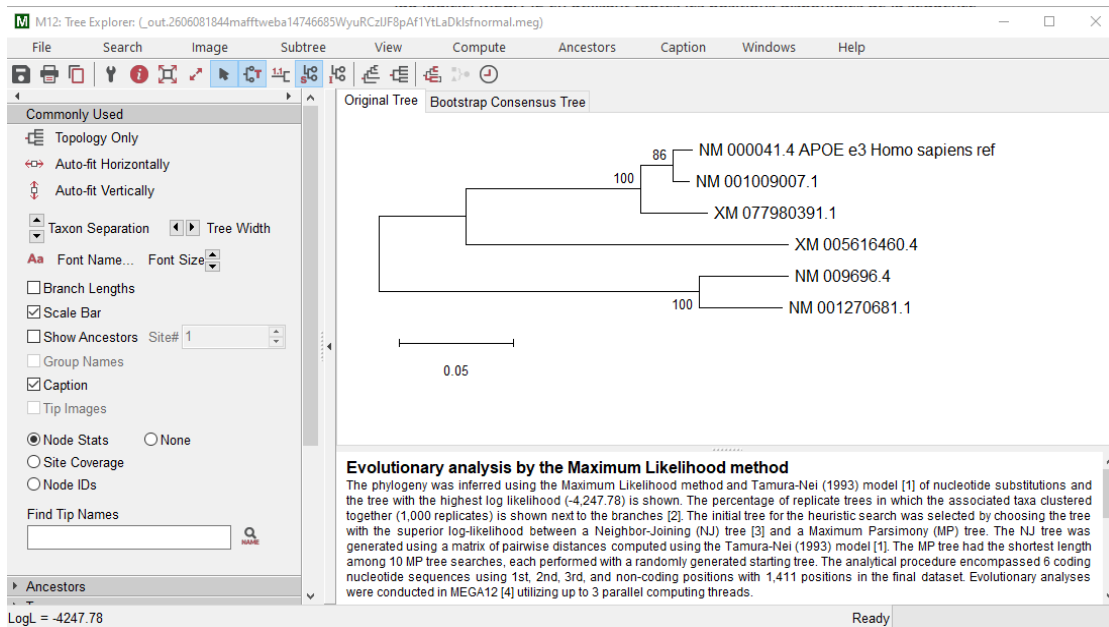 M12: Tree Explorer: (_out.2606081844mafftweba14746685WyuRCzlJF8pAf1YtLaDkIsfnormal.meg)
File Search Image Subtree View Compute Ancestors Caption Windows Help
Commonly Used
Topology Only
Auto-fit Horizontally
Auto-fit Vertically
Taxon Separation Tree Width
Aa Font Name... Font Size
Branch Lengths
Scale Bar
Show Ancestors Site# 1
Group Names
Caption
Tip Images
Node Stats None
Site Coverage
Node IDs
Find Tip Names
NAME
Ancestors
Original Tree Bootstrap Consensus Tree
86 NM 000041.4 APOE e3 Homo sapiens ref
100 NM 001009007.1
XM 077980391.1
XM 005616460.4
NM 009696.4
100 NM 001270681.1
0.05
Evolutionary analysis by the Maximum Likelihood method
The phylogeny was inferred using the Maximum Likelihood method and Tamura-Nei (1993) model [1] of nucleotide substitutions and
the tree with the highest log likelihood (-4,247.78) is shown. The percentage of replicate trees in which the associated taxa clustered
together (1,000 replicates) is shown next to the branches [2]. The initial tree for the heuristic search was selected by choosing the tree
with the superior log-likelihood between a Neighbor-Joining (NJ) tree [3] and a Maximum Parsimony (MP) tree. The NJ tree was
generated using a matrix of pairwise distances computed using the Tamura-Nei (1993) model [1]. The MP tree had the shortest length
among 10 MP tree searches, each performed with a randomly generated starting tree. The analytical procedure encompassed 6 coding
nucleotide sequences using 1st, 2nd, 3rd, and non-coding positions with 1,411 positions in the final dataset. Evolutionary analyses
were conducted in MEGA12 [4] utilizing up to 3 parallel computing threads.
LogL = -4247.78 Ready